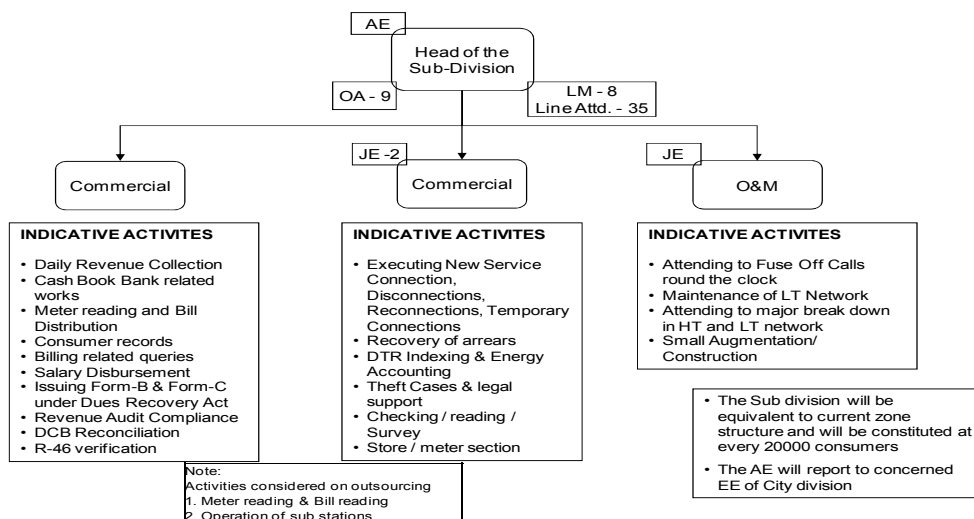 AE
Head of the
Sub-Division
OA - 9
LM - 8
Line Attd. - 35
Commercial
JE -2
Commercial
JE
O&M
INDICATIVE ACTIVITES
• Daily Revenue Collection
• Cash Book Bank related
works
• Meter reading and Bill
Distribution
• Consumer records
• Billing related queries
• Salary Disbursement
• Issuing Form-B & Form-C
under Dues Recovery Act
• Revenue Audit Compliance
• DCB Reconciliation
• R-46 verification
INDICATIVE ACTIVITES
• Executing New Service
Connection,
Disconnections,
Reconnections, Temporary
Connections
• Recovery of arrears
• DTR Indexing & Energy
Accounting
• Theft Cases & legal
support
• Checking / reading /
Survey
• Store / meter section
INDICATIVE ACTIVITES
• Attending to Fuse Off Calls
round the clock
• Maintenance of LT Network
• Attending to major break down
in HT and LT network
• Small Augmentation/
Construction
• The Sub division will be
equivalent to current zone
structure and will be constituted at
every 20000 consumers
• The AE will report to concerned
EE of City division
Note:
Activities considered on outsourcing
1. Meter reading & Bill reading
2. Operation of sub stations